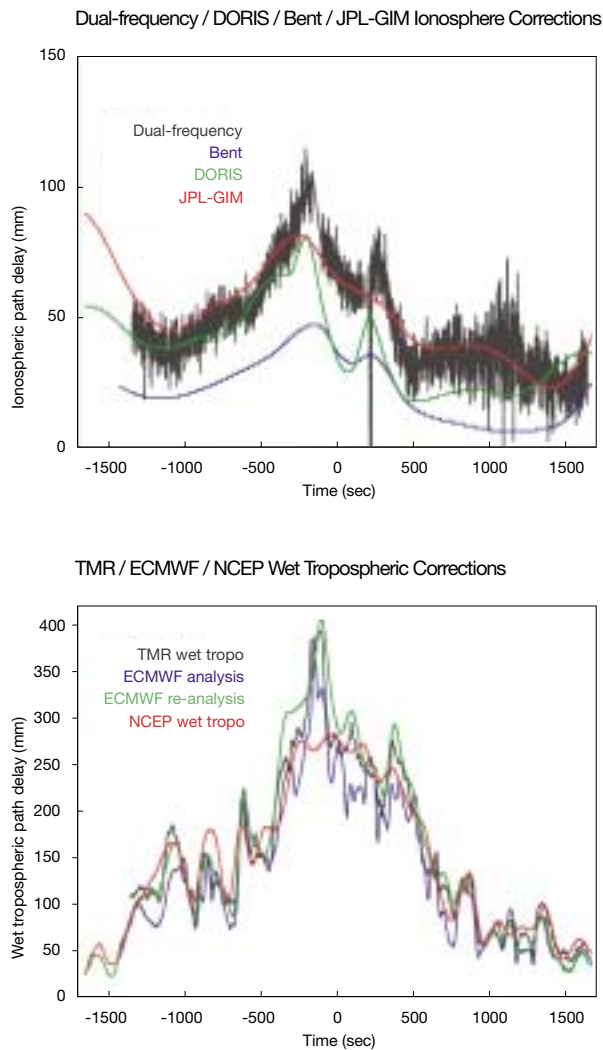 Dual-frequency / DORIS / Bent / JPL-GIM Ionosphere Corrections
150
100
50
0
Ionospheric path delay (mm)
Dual-frequency
Bent
DORIS
JPL-GIM
-1500 -1000 -500 0 500 1000 1500
Time (sec)
TMR / ECMWF / NCEP Wet Tropospheric Corrections
400
350
300
250
200
150
100
50
0
Wet tropospheric path delay (mm)
TMR wet tropo
ECMWF analysis
ECMWF re-analysis
NCEP wet tropo
-1500 -1000 -500 0 500 1000 1500
Time (sec)